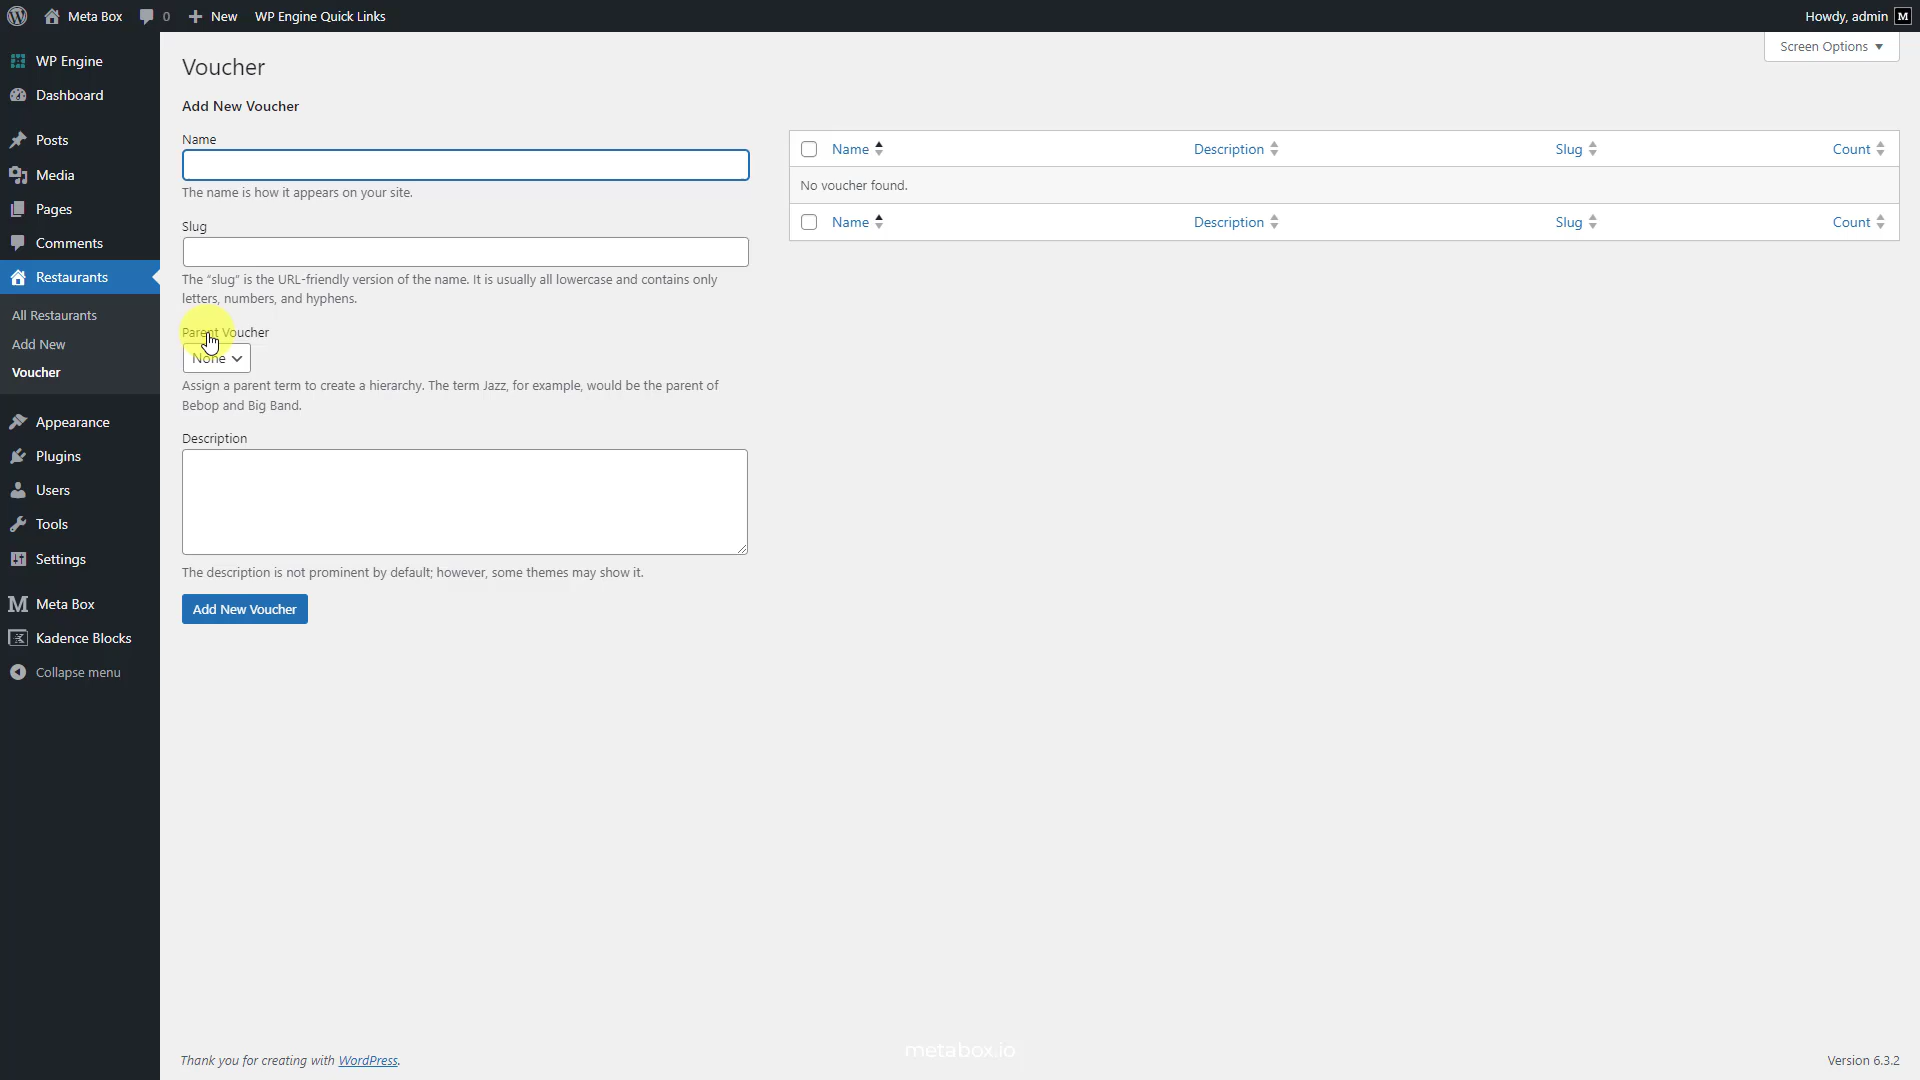 Meta Box
0
New
WP Engine Quick Links
Howdy, admin
M
Screen Options
WP Engine
Dashboard
Posts
Media
Pages
Comments
Restaurants
All Restaurants
Add New
Voucher
Appearance
Plugins
Users
Tools
Settings
Meta Box
Kadence Blocks
Collapse menu
Voucher
Add New Voucher
Name
The name is how it appears on your site.
Slug
The “slug” is the URL-friendly version of the name. It is usually all lowercase and contains only
letters, numbers, and hyphens.
Parent Voucher
None
Assign a parent term to create a hierarchy. The term Jazz, for example, would be the parent of
Bebop and Big Band.
Description
The description is not prominent by default; however, some themes may show it.
Add New Voucher
Name Description Slug Count
No voucher found.
Name Description Slug Count
Thank you for creating with WordPress.
metabox.io
Version 6.3.2